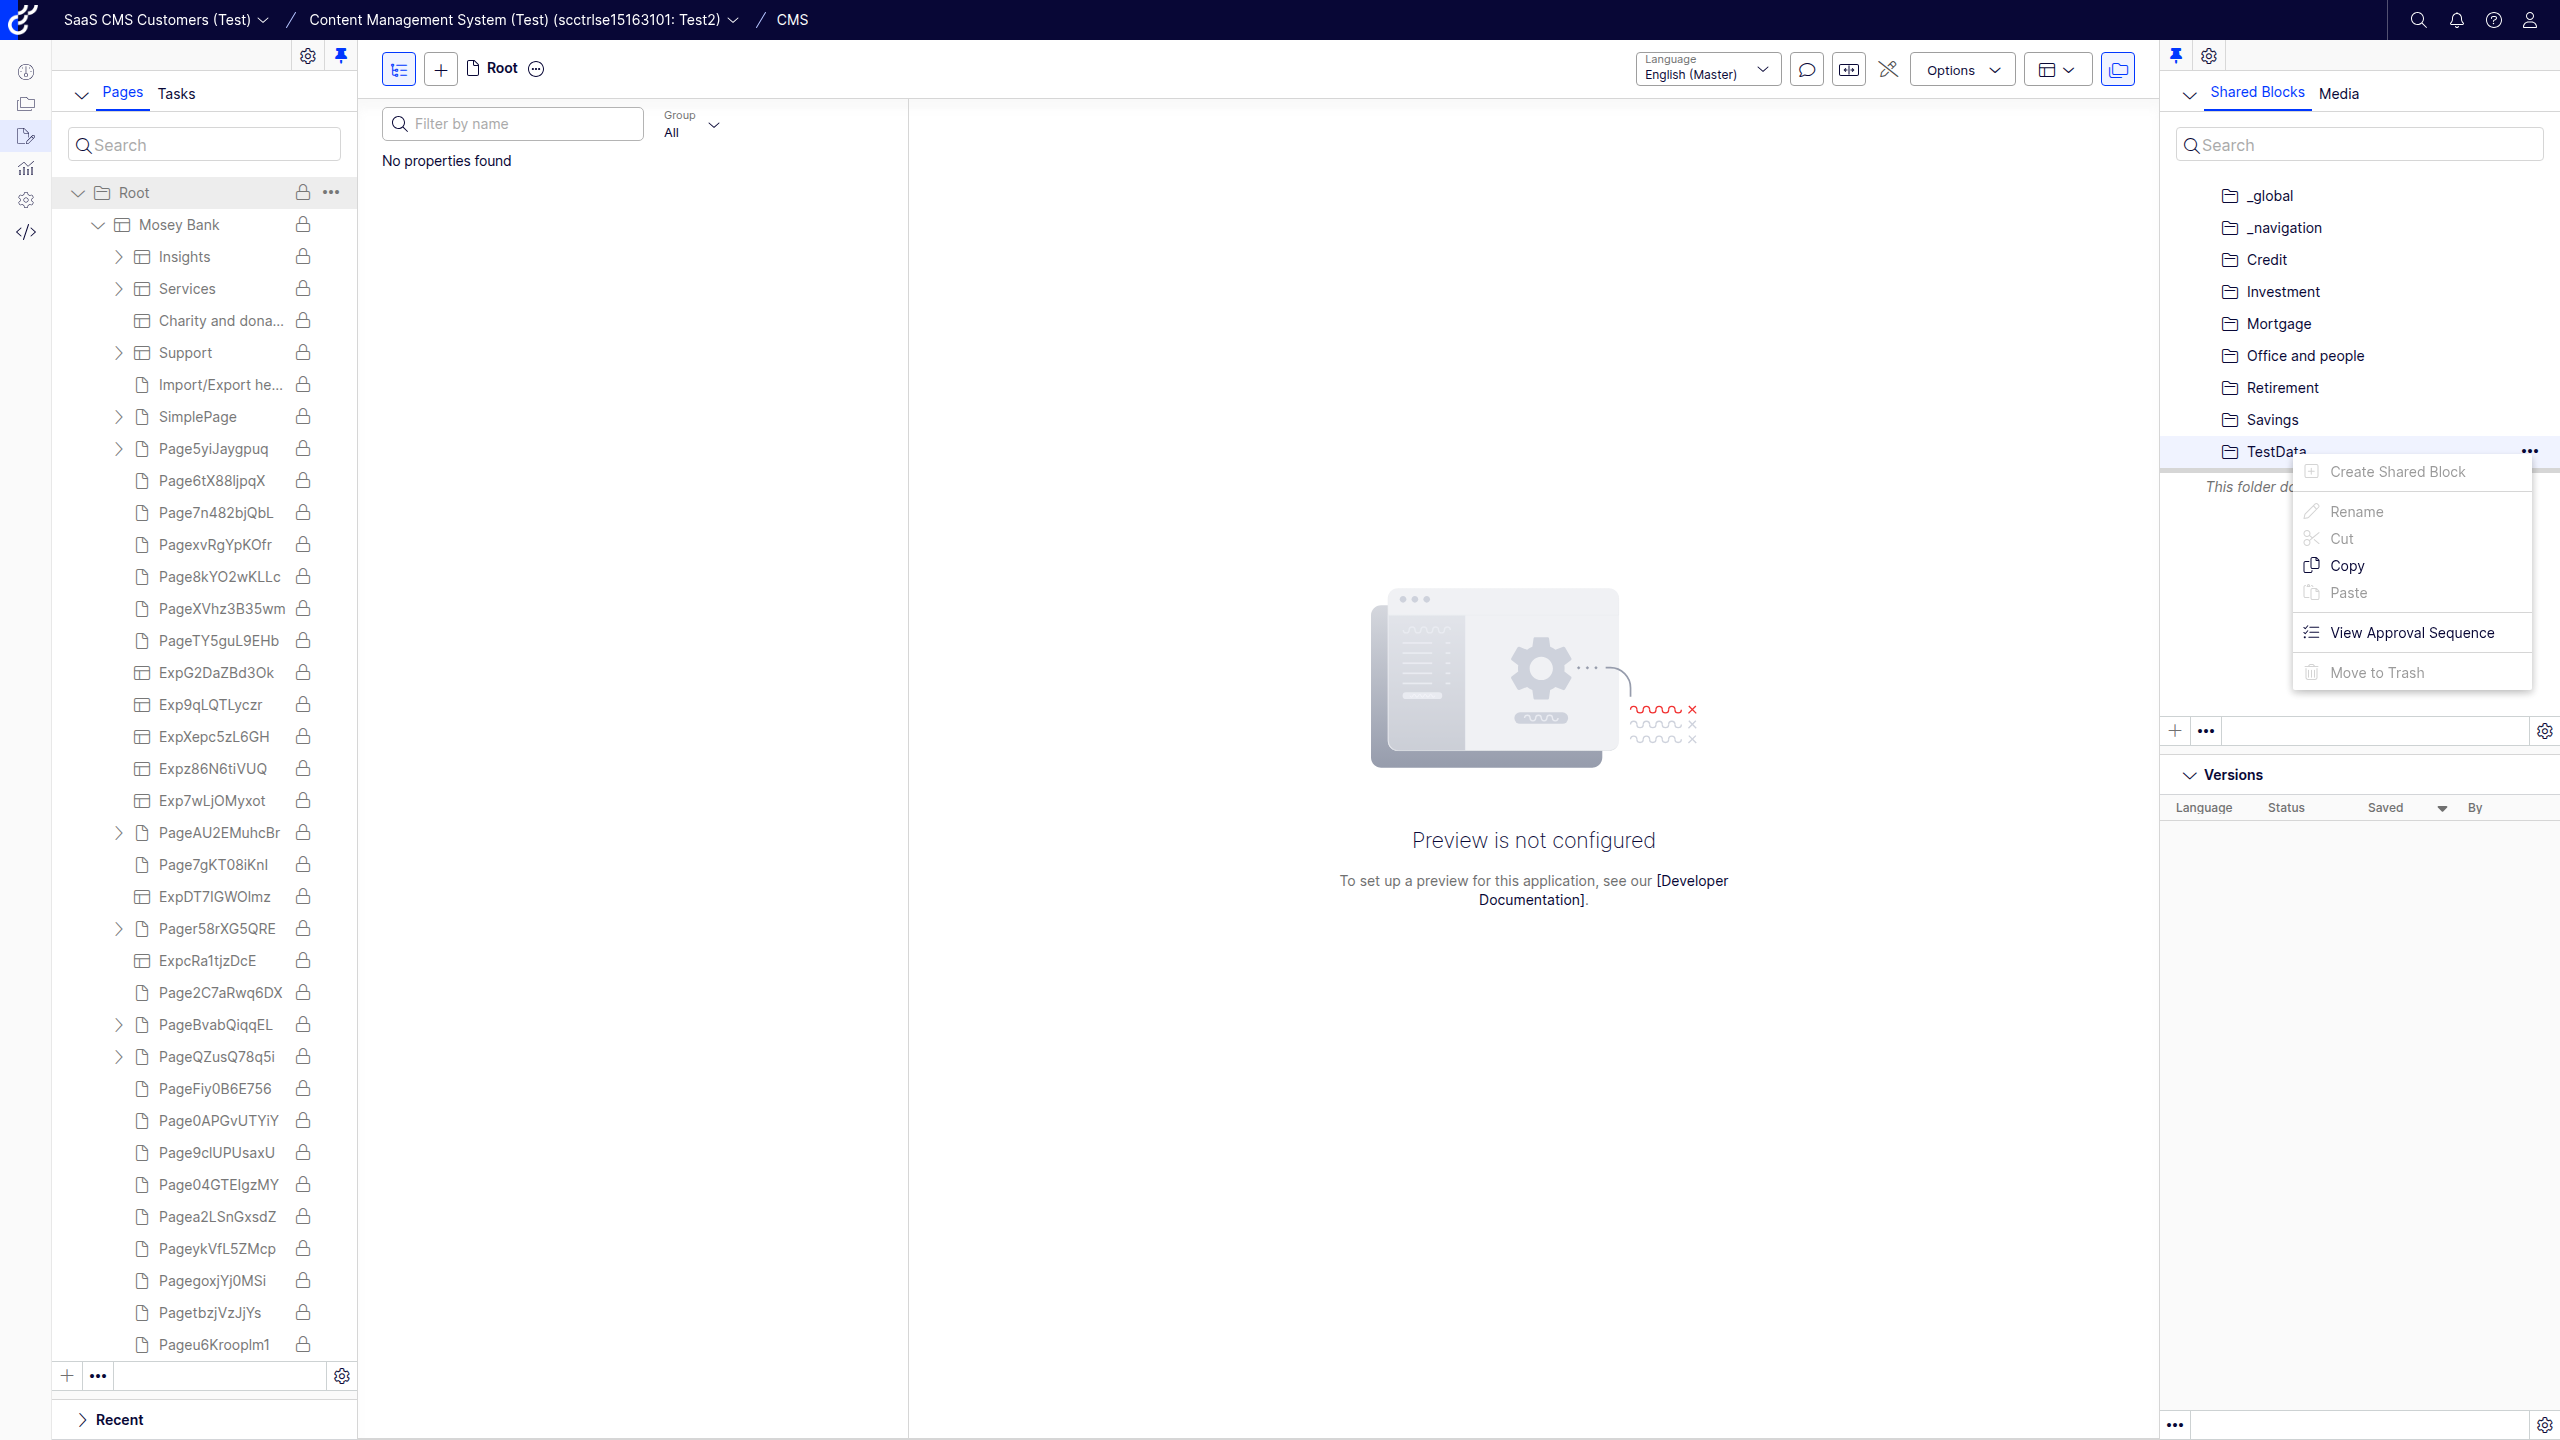 SaaS CMS Customers (Test) / Content Management System (Test) (scctrlse15163101: Test2) / CMS
Pages Tasks
Search
Root
Mosey Bank
Insights
Services
Charity and dona...
Support
Import/Export he...
SimplePage
Page5yiJaygpuq
Page6tX88ljpqX
Page7n482bjQbL
PagexvRgYpKOfr
Page8kYO2wKLLc
PageXVhz3B35wm
PageTY5guL9EHb
ExpG2DaZBd3Ok
Exp9qLQTLyczr
ExpXepc5zL6GH
Expz86N6tiVUQ
Exp7wLjOMyxot
PageAU2EMuhcBr
Page7gKT08iKnI
ExpDT7IGWOlmz
Pager58rXG5QRE
ExpcRa1tjzDcE
Page2C7aRwq6DX
PageBvabQiqqEL
PageQZusQ78q5i
PageFiy0B6E756
Page0APGvUTYiY
Page9clUPUsaxU
Page04GTEIgzMY
Pagea2LSnGxsdZ
PageykVfL5ZMcp
PagegoxjYj0MSi
PagetbzjVzJjYs
Pageu6Krooplm1
Recent
Root
Language
English (Master)
Options
Filter by name
Group
All
No properties found
Preview is not configured
To set up a preview for this application, see our [Developer
Documentation].
Shared Blocks Media
Search
_global
_navigation
Credit
Investment
Mortgage
Office and people
Retirement
Savings
TestData
This folder do
Create Shared Block
Rename
Cut
Copy
Paste
View Approval Sequence
Move to Trash
Versions
Language Status Saved By